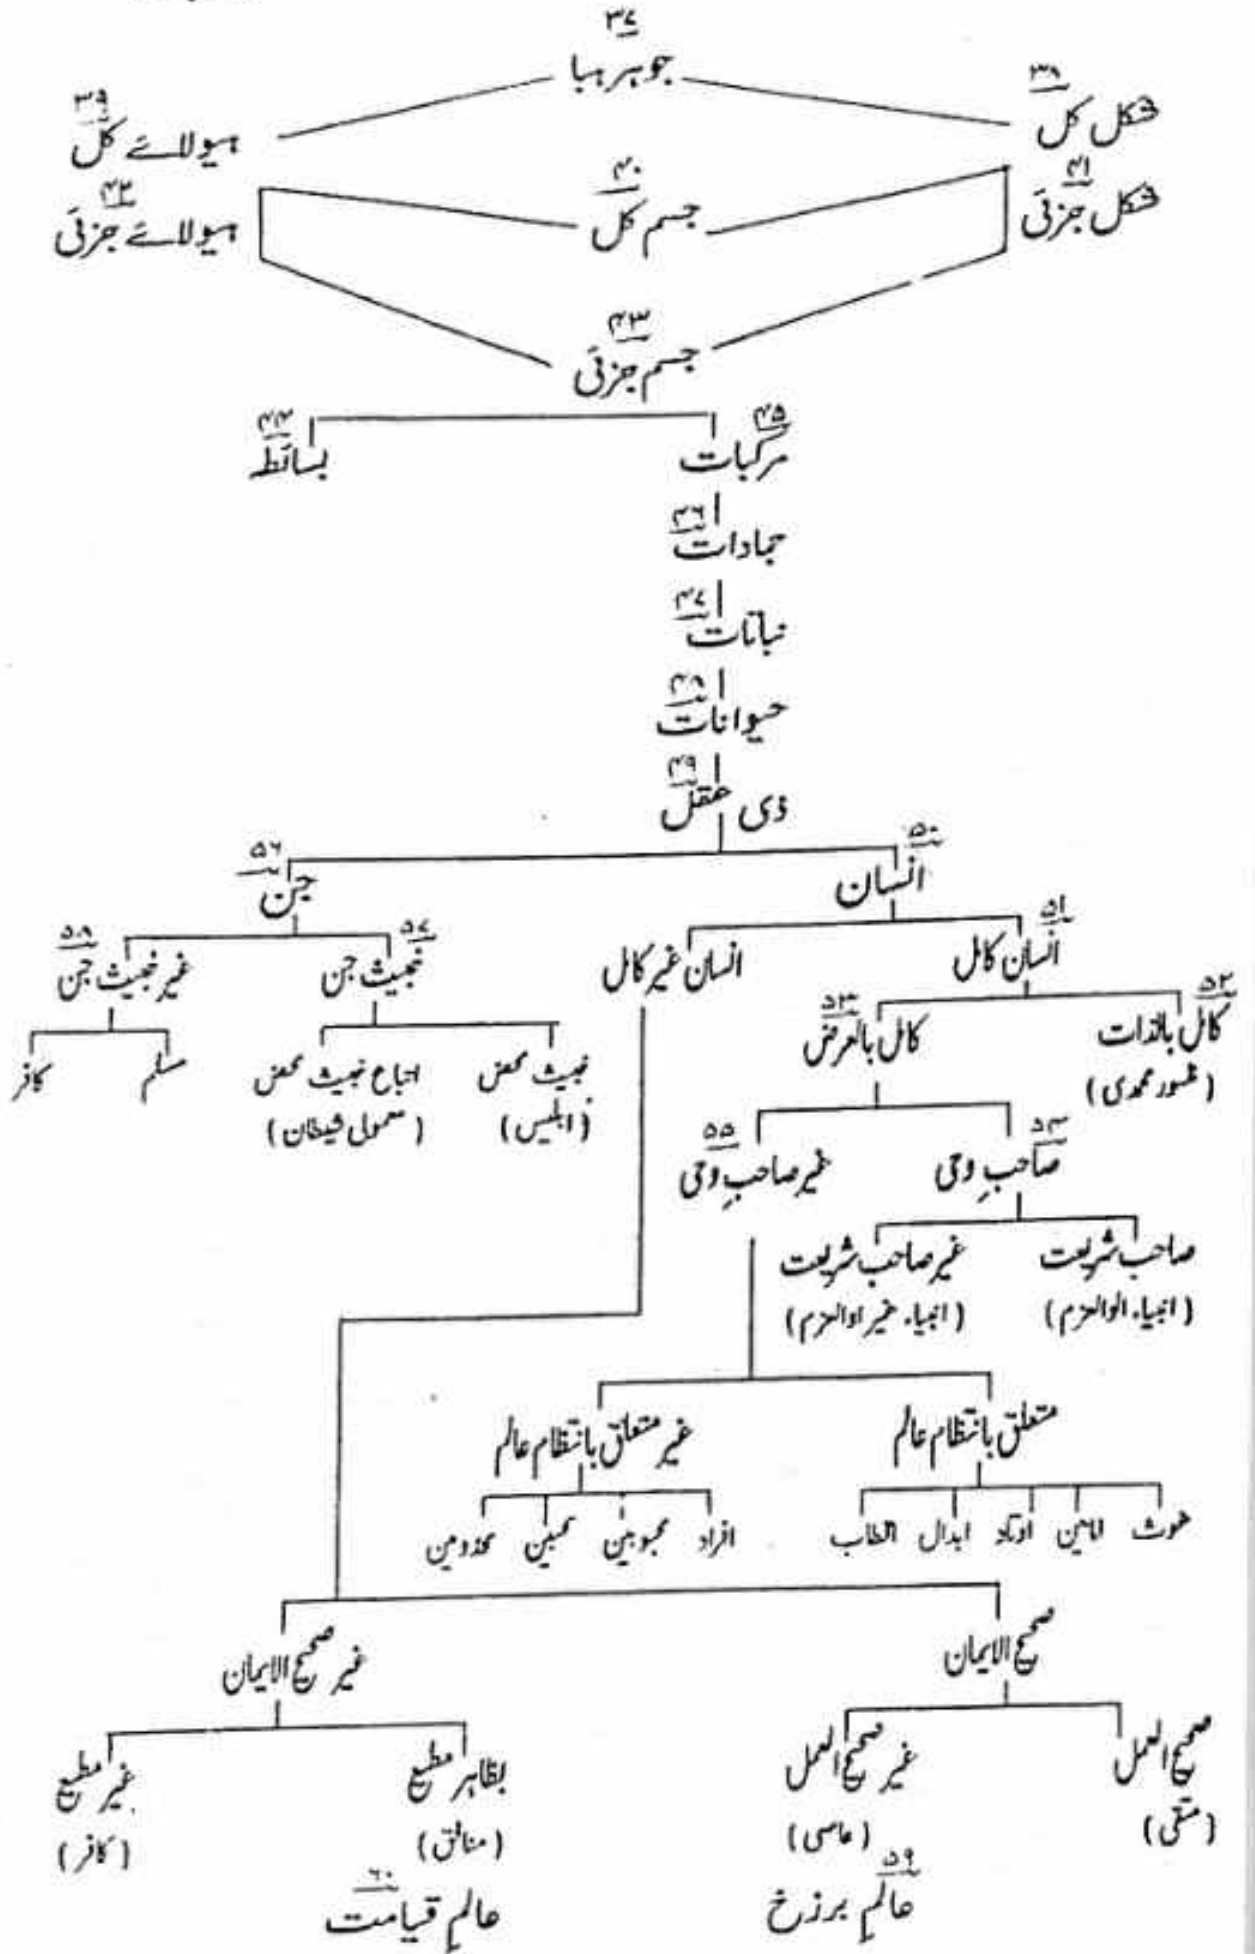 ۳۷
جوہر ہبا
۳۸
شکل کل
۳۹
ہیولائے کل
۴۰
جسم کل
۴۱
شکل جزئی
۴۲
ہیولائے جزئی
۴۳
جسم جزئی
۴۵
مرکبات
۴۴
بسائط
۴۶
جمادات
۴۷
نباتات
۴۸
حیوانات
۴۹
ذی عقل
۵۰
انسان
۵۶
جن
۵۱
انسان کامل
انسان غیر کامل
۵۷
خبیث جن
۵۸
غیر خبیث جن
۵۲
کامل بالذات
(ظہور محمدی)
۵۳
کامل بالعرض
خبیث محض
(ابلیس)
اتباع خبیث محض
(معمولی شیطان)
مسلم
کافر
۵۴
صاحبِ وحی
۵۵
غیر صاحبِ وحی
صاحب شریعت
(انبیاء الوالعزم)
غیر صاحب شریعت
(انبیاء غیر اوالعزم)
متعلق بانتظام عالم
غیر متعلق بانتظام عالم
غوث
امامین
اوتاد
ابدال
اقطاب
افراد
محبوبین
محبین
مجذوبین
صحیح الایمان
غیر صحیح الایمان
صحیح العمل
(متقی)
غیر صحیح العمل
(عاصی)
بظاہر مطیع
(منافق)
غیر مطیع
(کافر)
۵۹
عالمِ برزخ
۶۰
عالمِ قیامت